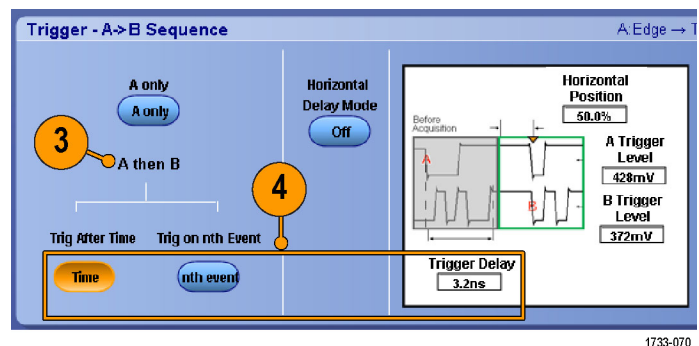 Trigger - A->B Sequence
A:Edge → T
A only
A only
Horizontal
Delay Mode
Off
3
A then B
4
Trig After Time
Trig on nth Event
Time
nth event
Before
Acquisition
A
B
Horizontal
Position
50.0%
A Trigger
Level
428mV
B Trigger
Level
372mV
Trigger Delay
3.2ns
1733-070